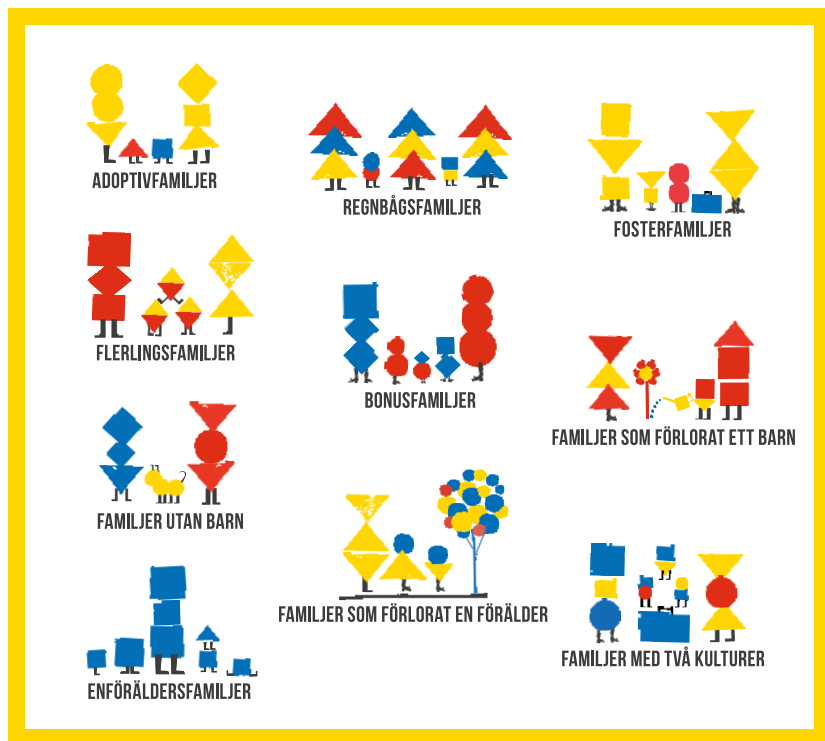 ADOPTIVFAMILJER
REGNBÅGSFAMILJER
FOSTERFAMILJER
FLERLINGSFAMILJER
BONUSFAMILJER
FAMILJER SOM FÖRLORAT ETT BARN
FAMILJER UTAN BARN
FAMILJER SOM FÖRLORAT EN FÖRÄLDER
FAMILJER MED TVÅ KULTURER
ENFÖRÄLDERSFAMILJER